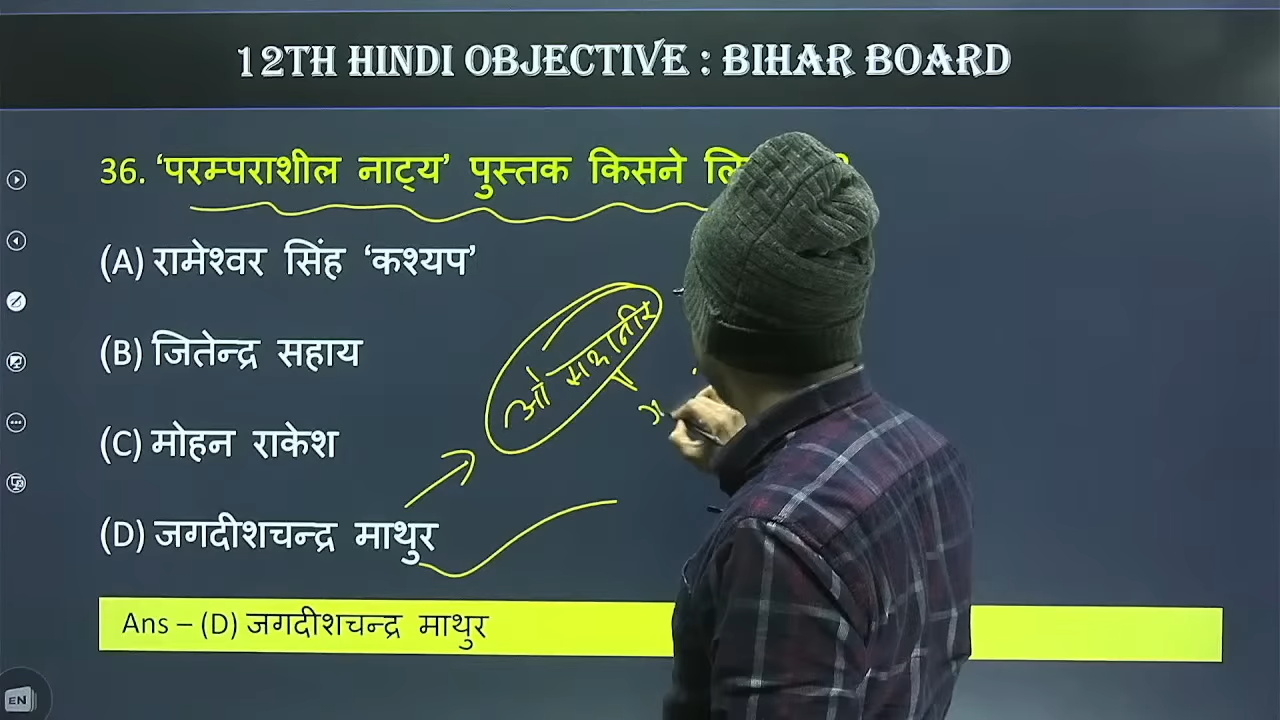 12TH HINDI OBJECTIVE : BIHAR BOARD
36. ‘परम्पराशील नाट्य’ पुस्तक किसने
(A) रामेश्वर सिंह ‘कश्यप’
(B) जितेन्द्र सहाय
ओ सदानीरा
(C) मोहन राकेश
(D) जगदीशचन्द्र माथुर
Ans – (D) जगदीशचन्द्र माथुर
EN